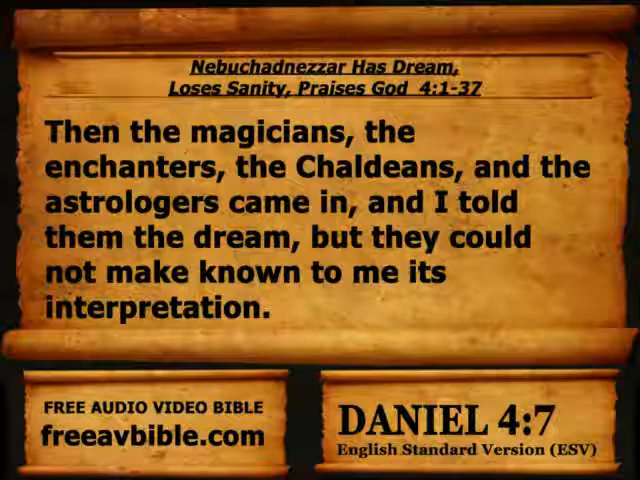 Nebuchadnezzar Has Dream,
Loses Sanity, Praises God 4:1-37
Then the magicians, the
enchanters, the Chaldeans, and the
astrologers came in, and I told
them the dream, but they could
not make known to me its
interpretation.
FREE AUDIO VIDEO BIBLE
freeavbible.com
DANIEL 4:7
English Standard Version (ESV)